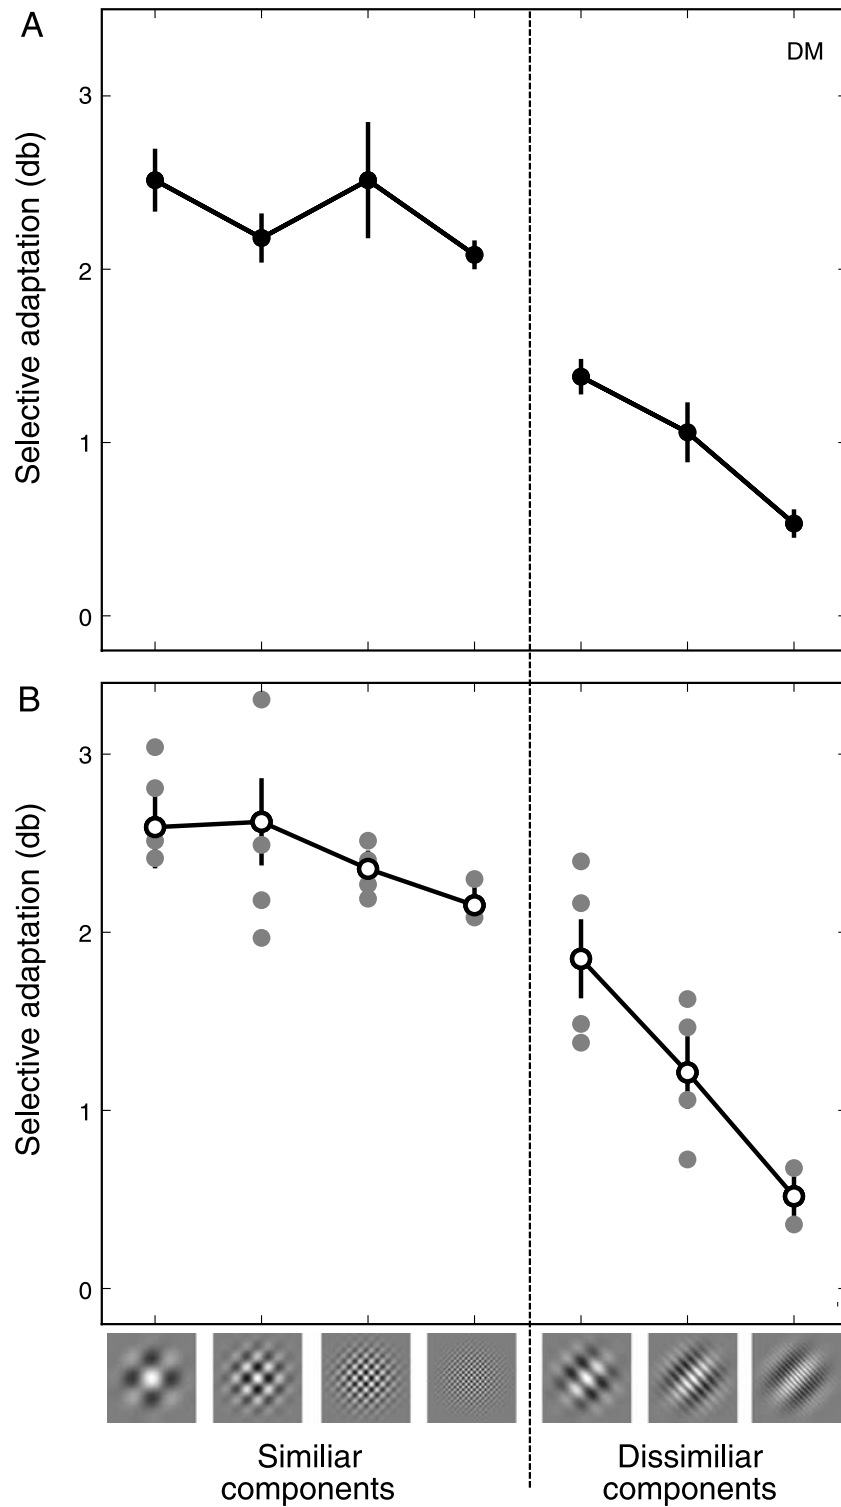 A
DM
Selective adaptation (db)
3
2
1
0
B
Selective adaptation (db)
3
2
1
0
Similiar
components
Dissimiliar
components